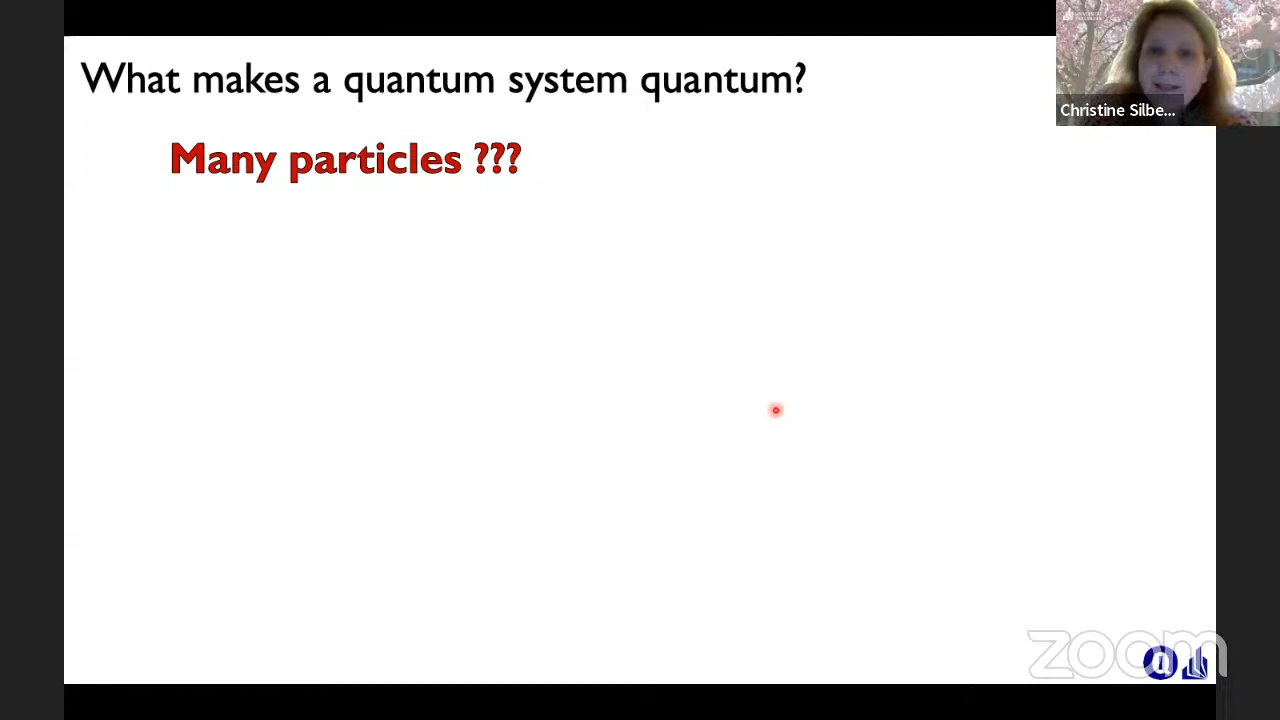 What makes a quantum system quantum?
Many particles ???
Christine Silbe...
zoom